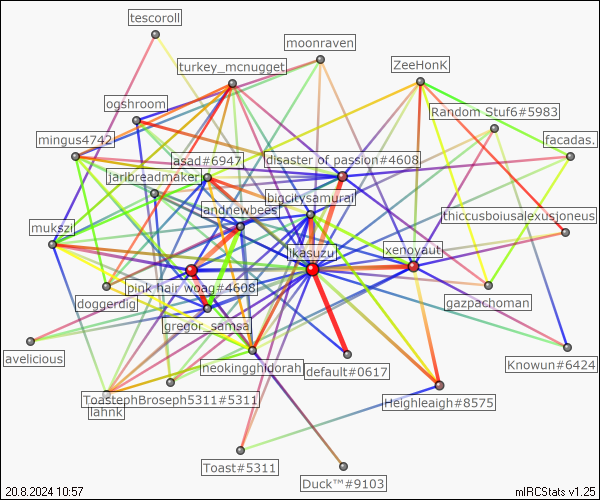 tescoroll
moonraven
turkey_mcnugget
ZeeHonK
ogshroom
Random Stuf6#5983
mingus4742
facadas.
asad#6947
disaster of passion#4608
jarlbreadmaker
bigcitysamurai
andnewbees
thiccusboiusalexusjoneus
mukszi
ikasuzu
xenoyaut
pink hair woag#4608
doggerdig
gazpachoman
gregor_samsa
avelicious
neokingghidorah
default#0617
Knowun#6424
ToastephBroseph5311#5311
Heighleigh#8575
lahnk
Toast#5311
Duck™#9103
20.8.2024 10:57
mIRCStats v1.25